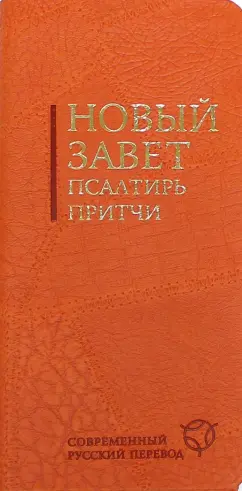 НОВЫЙ
ЗАВЕТ
ПСАЛТИРЬ
ПРИТЧИ
СОВРЕМЕННЫЙ
РУССКИЙ ПЕРЕВОД